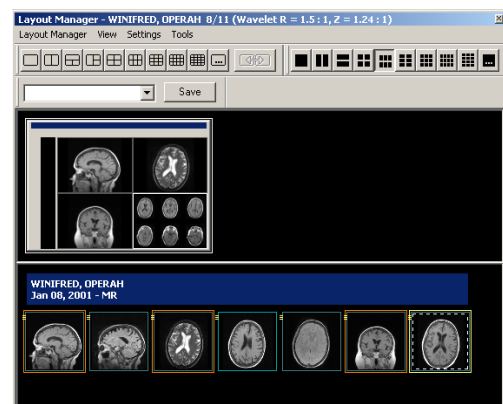 Layout Manager - WINIFRED, OPERAH 8/11 (Wavelet R = 1.5 : 1, Z = 1.24 : 1)
Layout Manager View Settings Tools
Save
WINIFRED, OPERAH
Jan 08, 2001 - MR